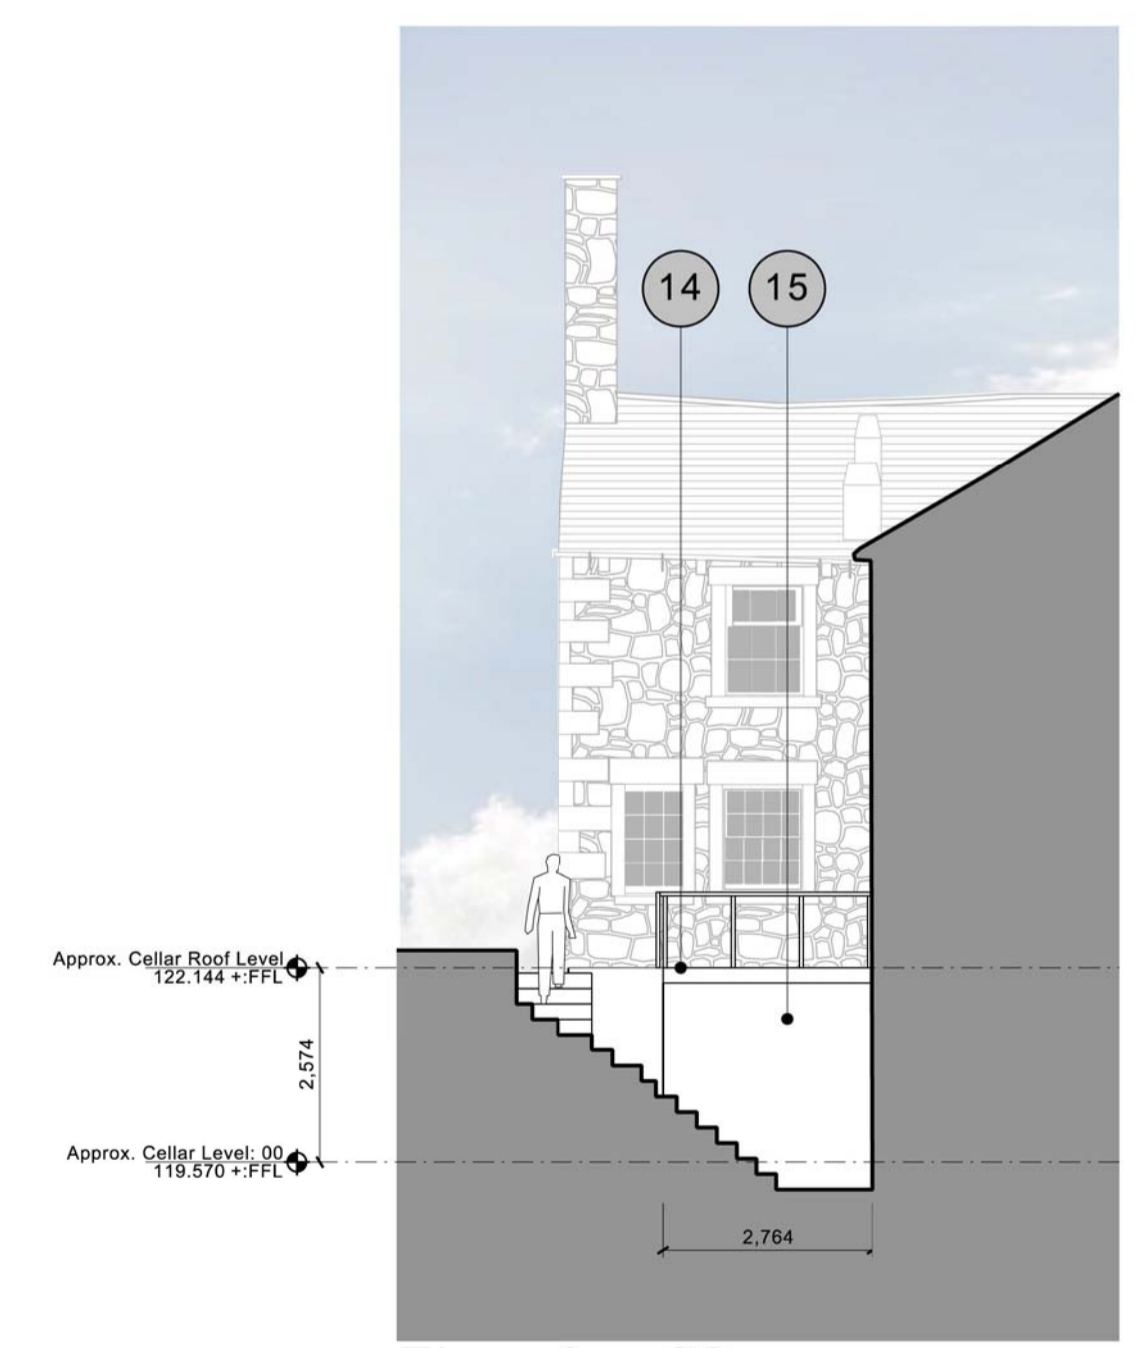 14
15
Approx. Cellar Roof Level
122.144 +:FFL
2,574
Approx. Cellar Level: 00
119.570 +:FFL
2,764